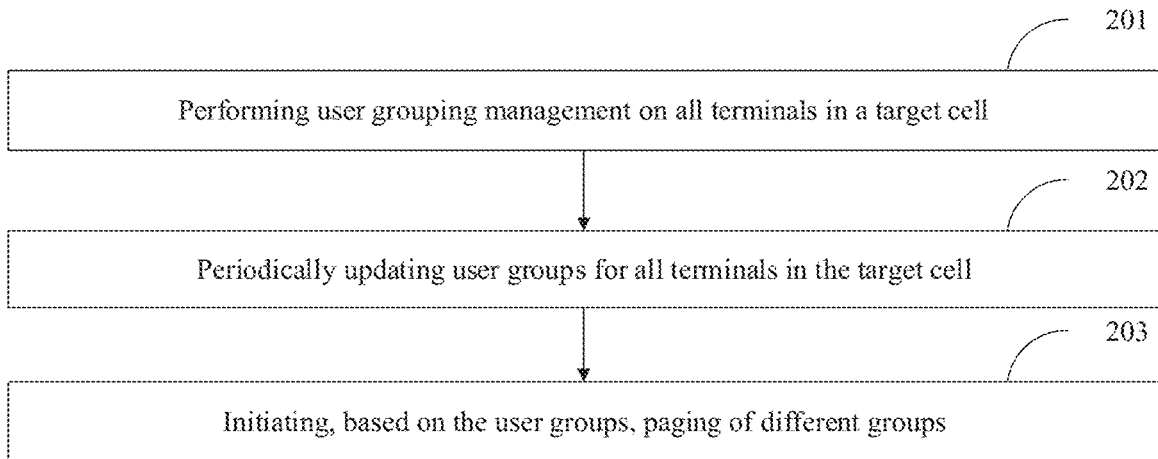 201
Performing user grouping management on all terminals in a target cell
202
Periodically updating user groups for all terminals in the target cell
203
Initiating, based on the user groups, paging of different groups